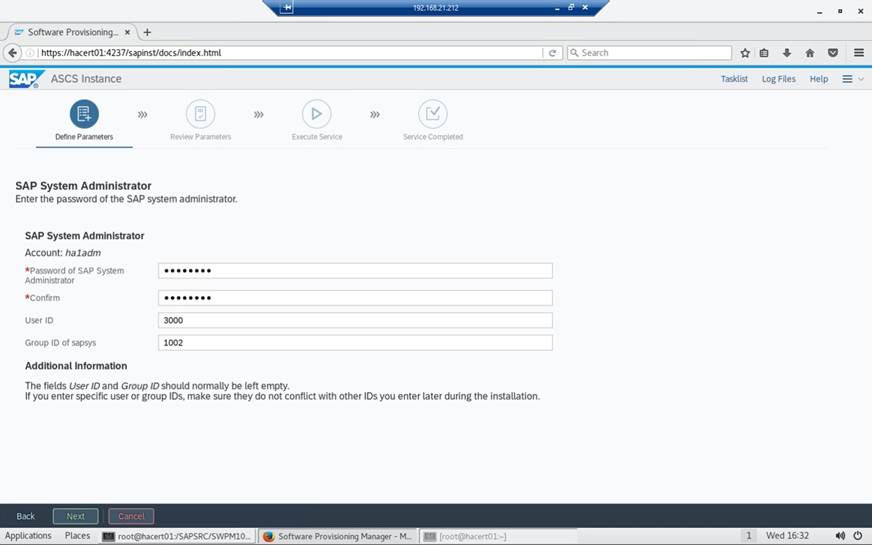 192.168.21.212
Software Provisioning...
https://hacert01:4237/sapinst/docs/index.html
Search
SAP ASCS Instance
Tasklist Log Files Help
Define Parameters
Review Parameters
Execute Service
Service Completed
SAP System Administrator
Enter the password of the SAP system administrator.
SAP System Administrator
Account: ha1adm
*Password of SAP System
Administrator
••••••••
*Confirm
••••••••
User ID
3000
Group ID of sapsys
1002
Additional Information
The fields User ID and Group ID should normally be left empty.
If you enter specific user or group IDs, make sure they do not conflict with other IDs you enter later during the installation.
Back Next Cancel
Applications Places root@hacert01:/SAPSRC/SWPM10... Software Provisioning Manager - M... [root@hacert01:~] 1 Wed 16:32